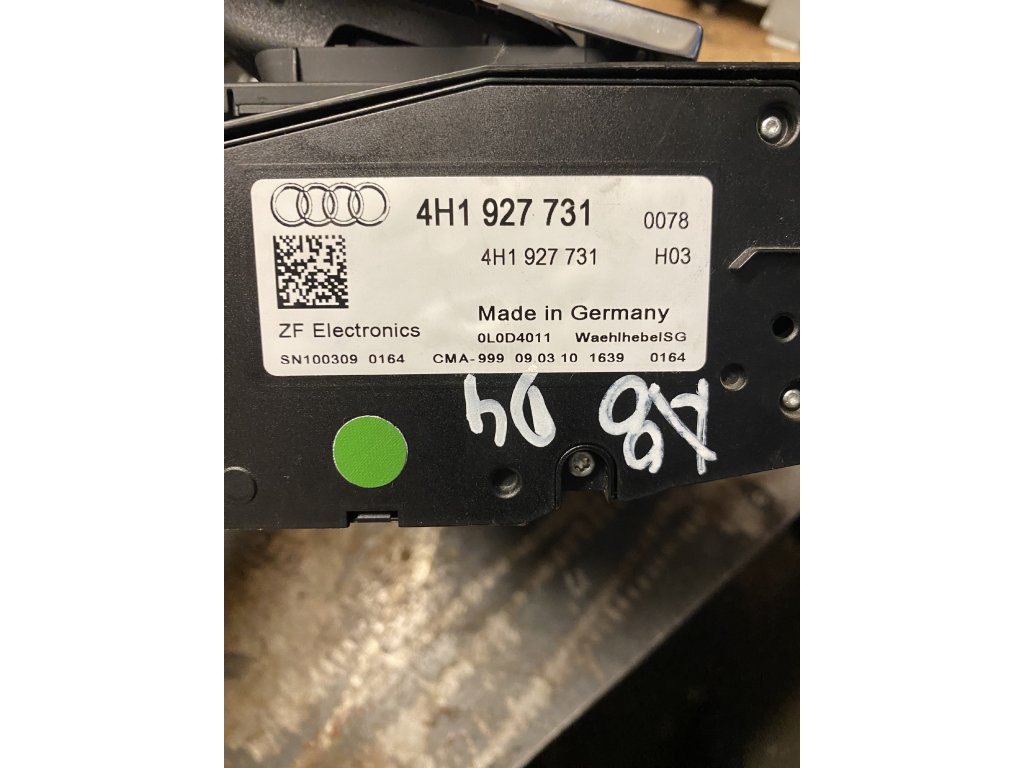 4H1 927 731 0078
4H1 927 731 H03
Made in Germany
ZF Electronics 0L0D4011 WaehlhebelSG
SN100309 0164 CMA-999 09.03 10 1639 0164
A8 D4